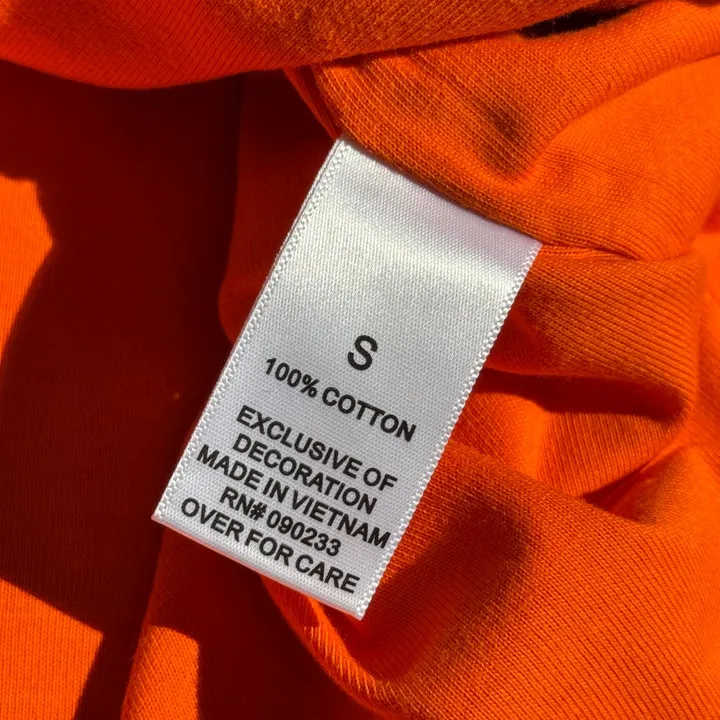 S
100% COTTON
EXCLUSIVE OF
DECORATION
MADE IN VIETNAM
RN# 090233
OVER FOR CARE